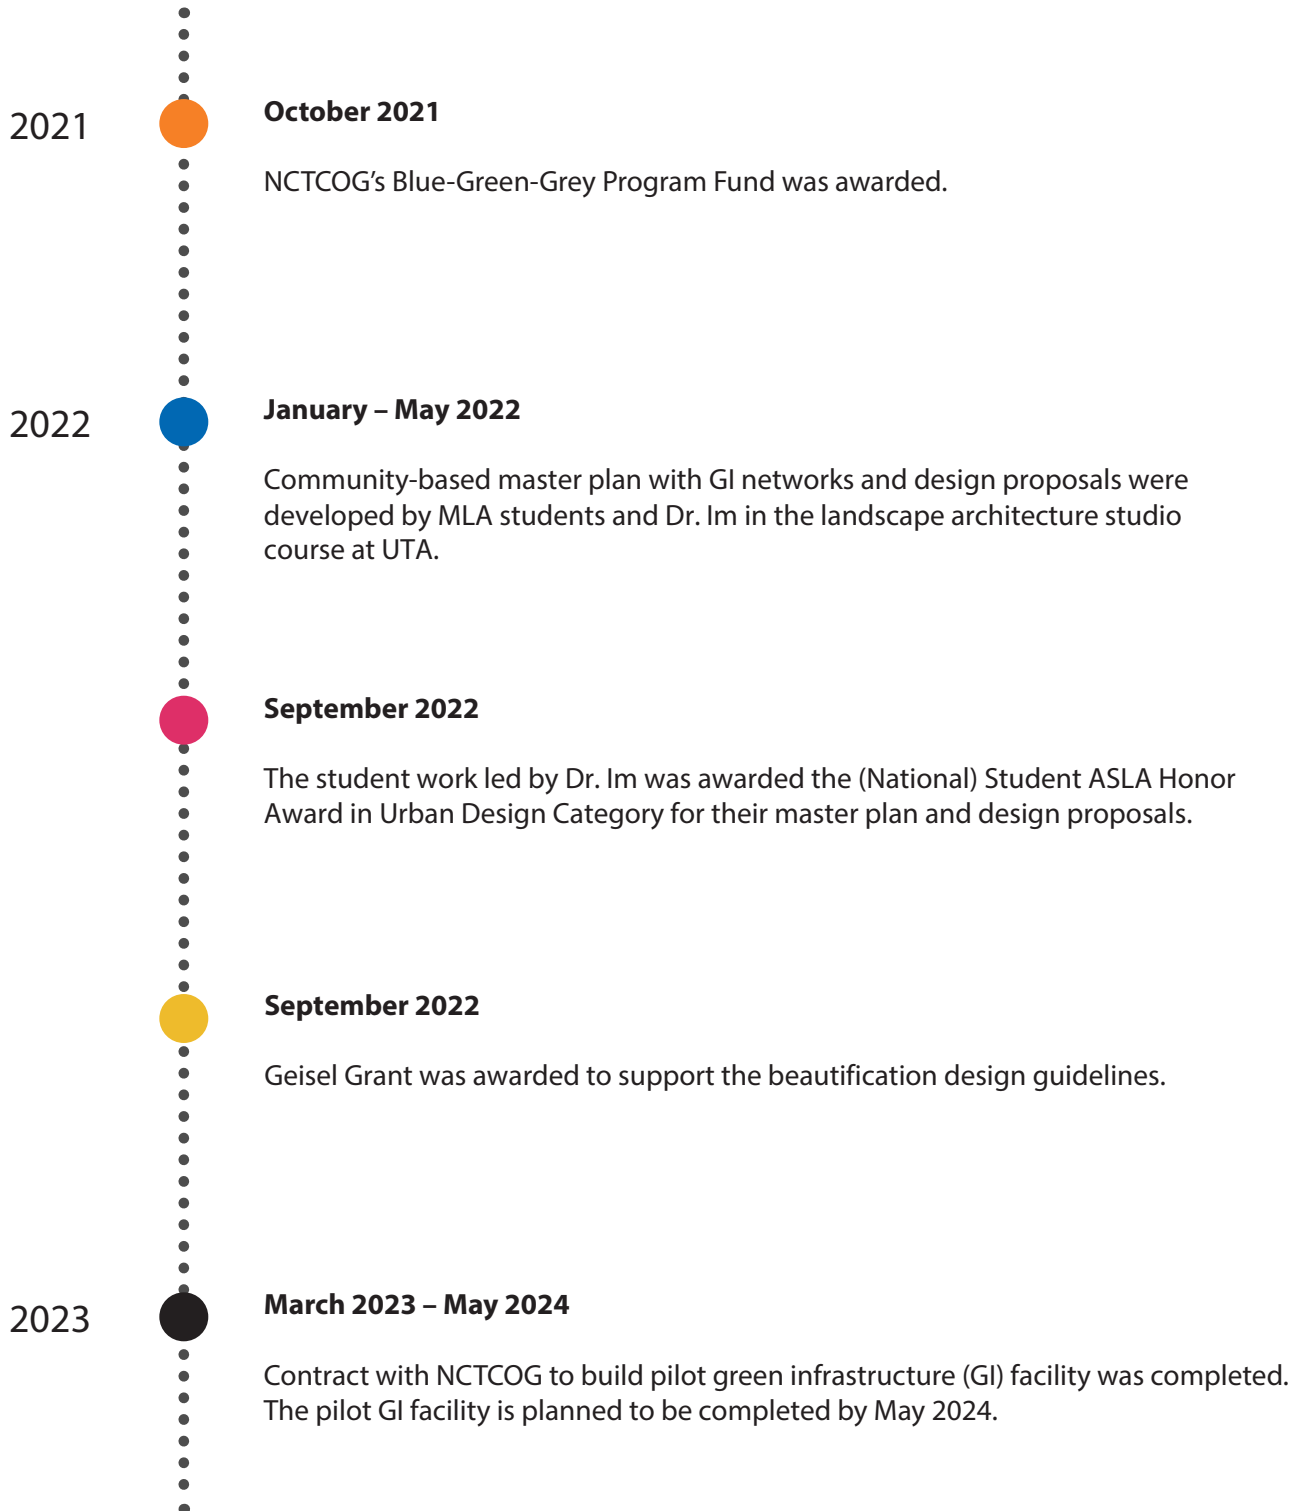 2021
October 2021
NCTCOG's Blue-Green-Grey Program Fund was awarded.
2022
January – May 2022
Community-based master plan with GI networks and design proposals were
developed by MLA students and Dr. Im in the landscape architecture studio
course at UTA.
September 2022
The student work led by Dr. Im was awarded the (National) Student ASLA Honor
Award in Urban Design Category for their master plan and design proposals.
September 2022
Geisel Grant was awarded to support the beautification design guidelines.
2023
March 2023 – May 2024
Contract with NCTCOG to build pilot green infrastructure (GI) facility was completed.
The pilot GI facility is planned to be completed by May 2024.